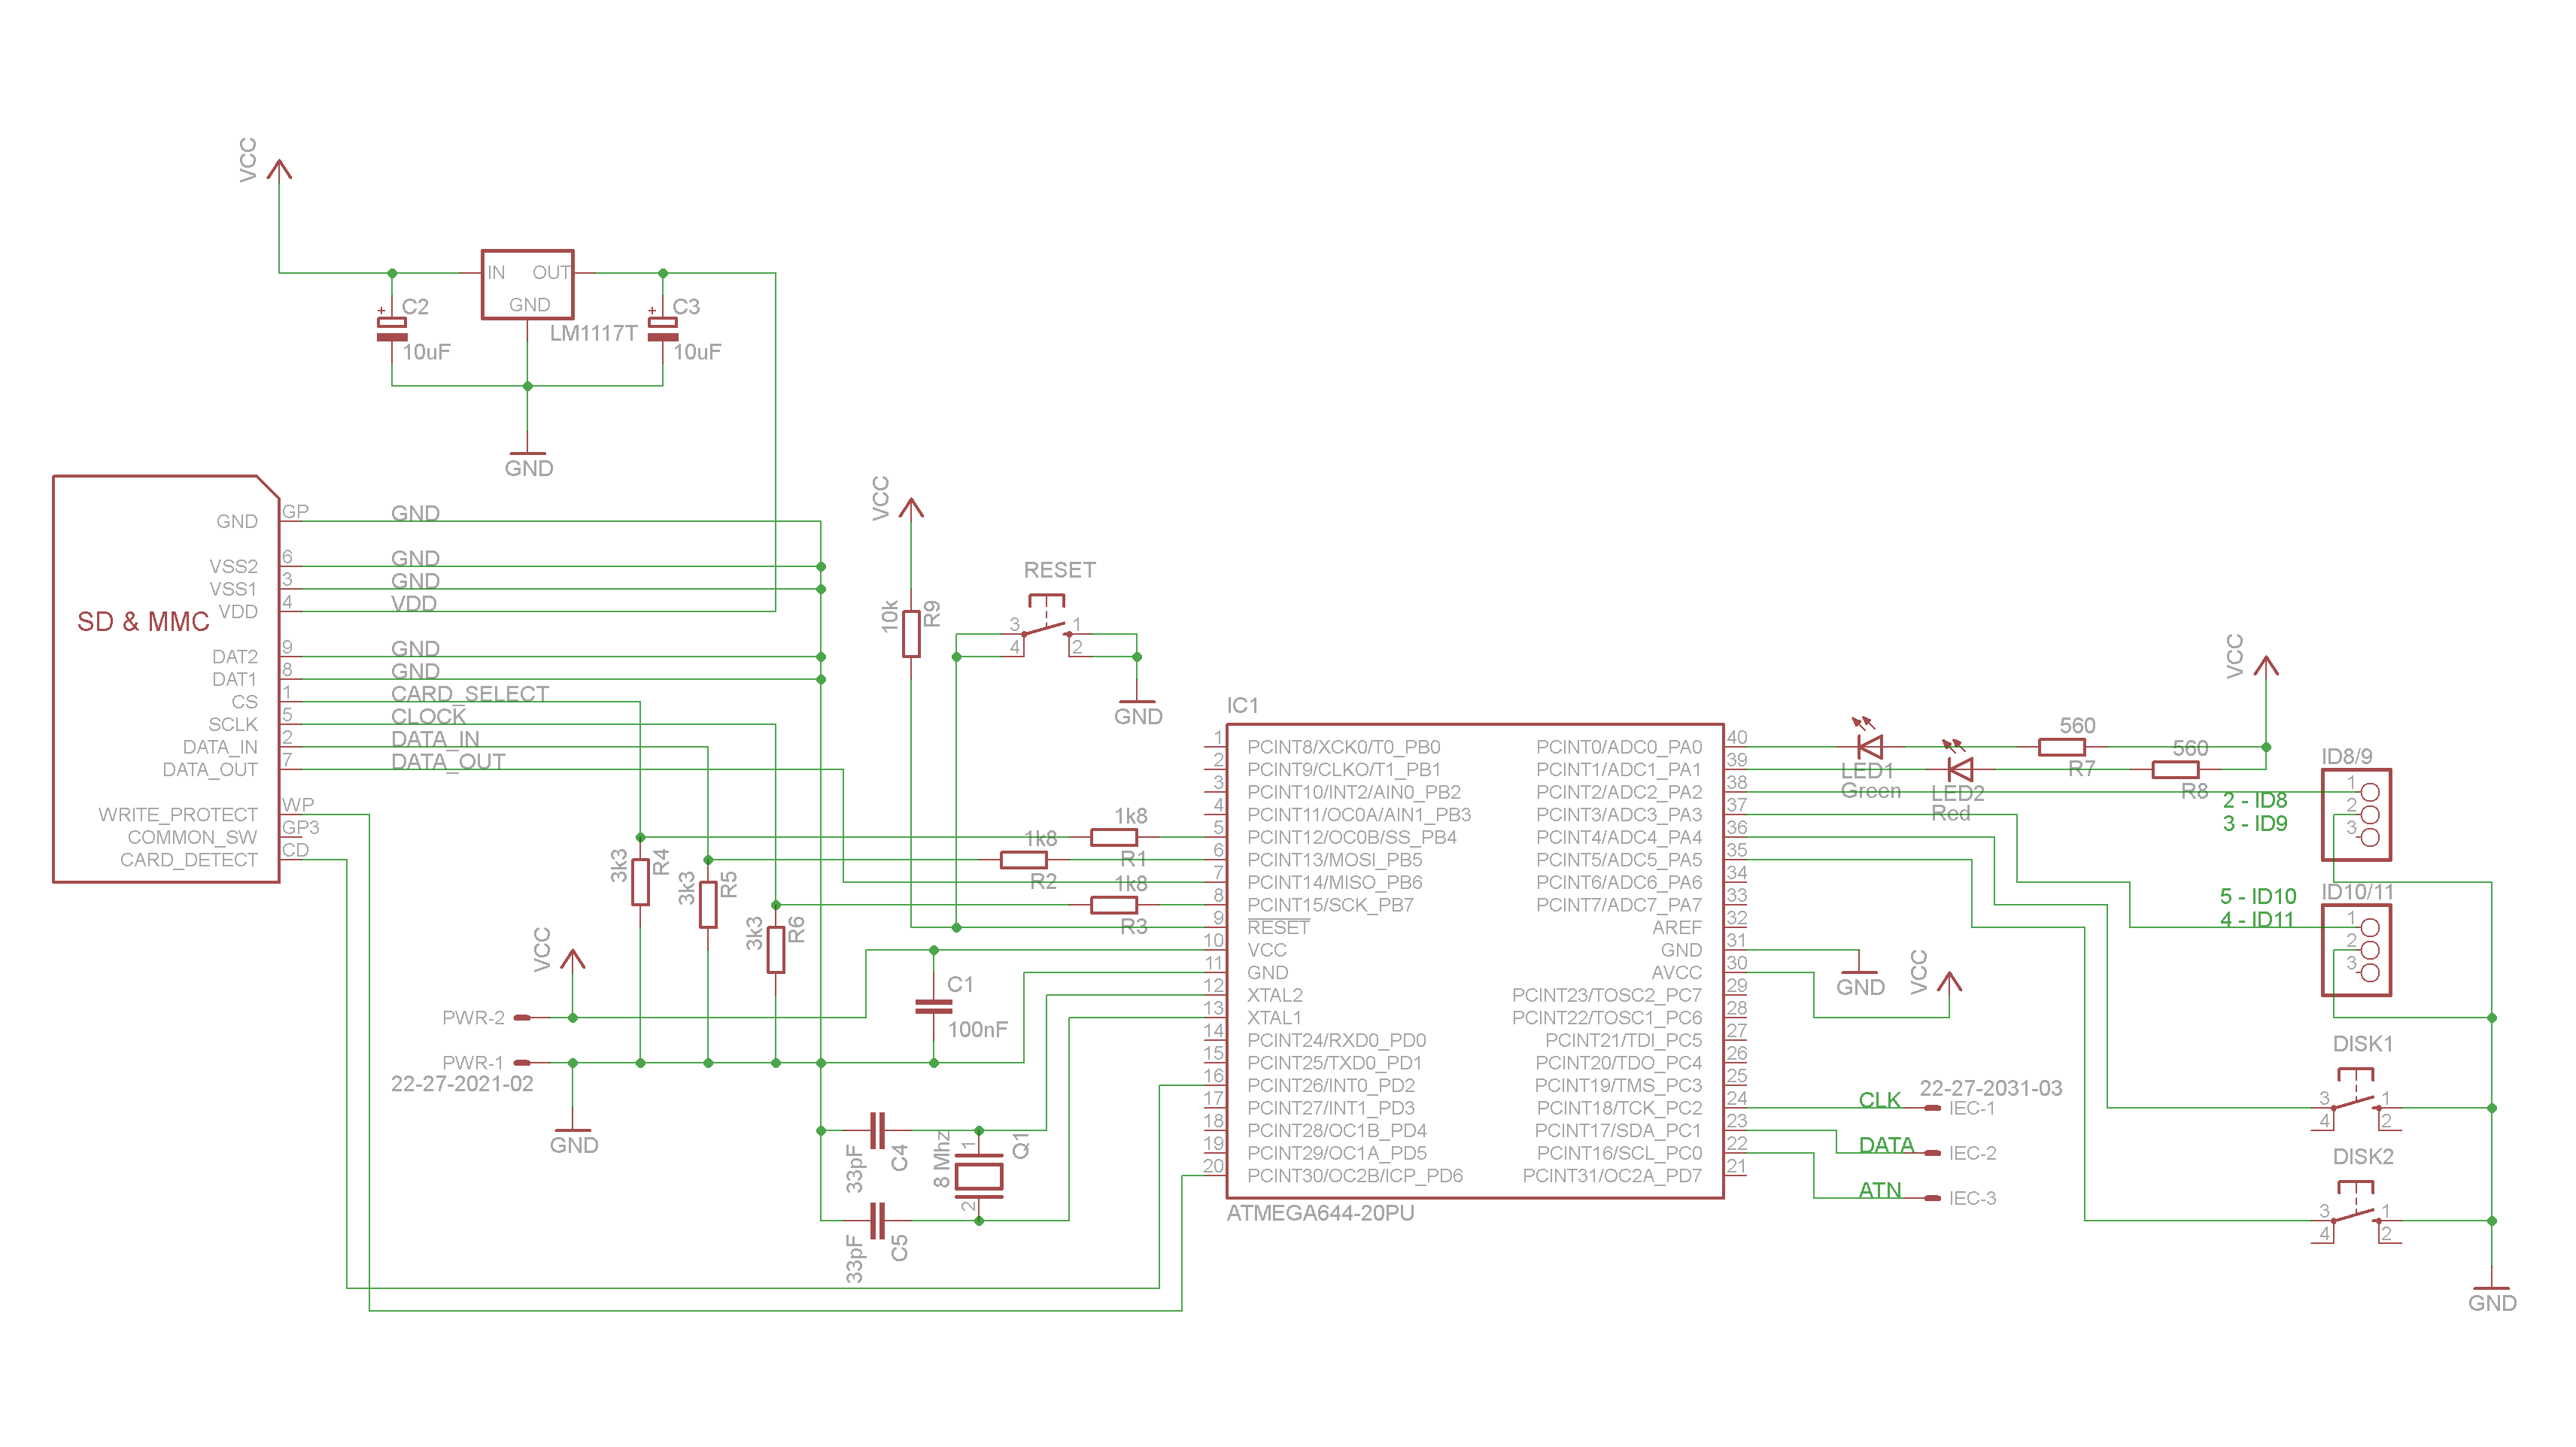 VCC
IN OUT
GND
LM1117T
+ C2
10uF
+ C3
10uF
GND
SD & MMC
GND GP GND
VSS2 6 GND
VSS1 3 GND
VDD 4 VDD
DAT2 9 GND
DAT1 8 GND
CS 1 CARD_SELECT
SCLK 5 CLOCK
DATA_IN 2 DATA_IN
DATA_OUT 7 DATA_OUT
WRITE_PROTECT WP
COMMON_SW GP3
CARD_DETECT CD
VCC
10k R9
RESET
3 1
4 2
GND
3k3 R4
3k3 R5
3k3 R6
1k8
R1
1k8
R2
1k8
R3
VCC
PWR-2
PWR-1
22-27-2021-02
GND
C1
100nF
33pF C4
33pF C5
8 Mhz
1
2
Q1
IC1
1 PCINT8/XCK0/T0_PB0
2 PCINT9/CLKO/T1_PB1
3 PCINT10/INT2/AIN0_PB2
4 PCINT11/OC0A/AIN1_PB3
5 PCINT12/OC0B/SS_PB4
6 PCINT13/MOSI_PB5
7 PCINT14/MISO_PB6
8 PCINT15/SCK_PB7
9 RESET
10 VCC
11 GND
12 XTAL2
13 XTAL1
14 PCINT24/RXD0_PD0
15 PCINT25/TXD0_PD1
16 PCINT26/INT0_PD2
17 PCINT27/INT1_PD3
18 PCINT28/OC1B_PD4
19 PCINT29/OC1A_PD5
20 PCINT30/OC2B/ICP_PD6
PCINT0/ADC0_PA0 40
PCINT1/ADC1_PA1 39
PCINT2/ADC2_PA2 38
PCINT3/ADC3_PA3 37
PCINT4/ADC4_PA4 36
PCINT5/ADC5_PA5 35
PCINT6/ADC6_PA6 34
PCINT7/ADC7_PA7 33
AREF 32
GND 31
AVCC 30
PCINT23/TOSC2_PC7 29
PCINT22/TOSC1_PC6 28
PCINT21/TDI_PC5 27
PCINT20/TDO_PC4 26
PCINT19/TMS_PC3 25
PCINT18/TCK_PC2 24
PCINT17/SDA_PC1 23
PCINT16/SCL_PC0 22
PCINT31/OC2A_PD7 21
ATMEGA644-20PU
LED1
Green
LED2
Red
560
R7
560
R8
VCC
ID8/9
1
2
3
2 - ID8
3 - ID9
ID10/11
1
2
3
5 - ID10
4 - ID11
GND
VCC
22-27-2031-03
CLK IEC-1
DATA IEC-2
ATN IEC-3
DISK1
3 1
4 2
DISK2
3 1
4 2
GND